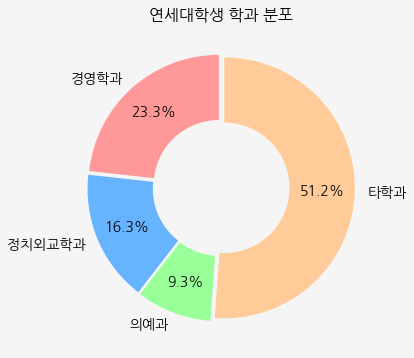 연세대학생 학과 분포
경영학과
23.3%
51.2%
타학과
16.3%
정치외교학과
9.3%
의예과